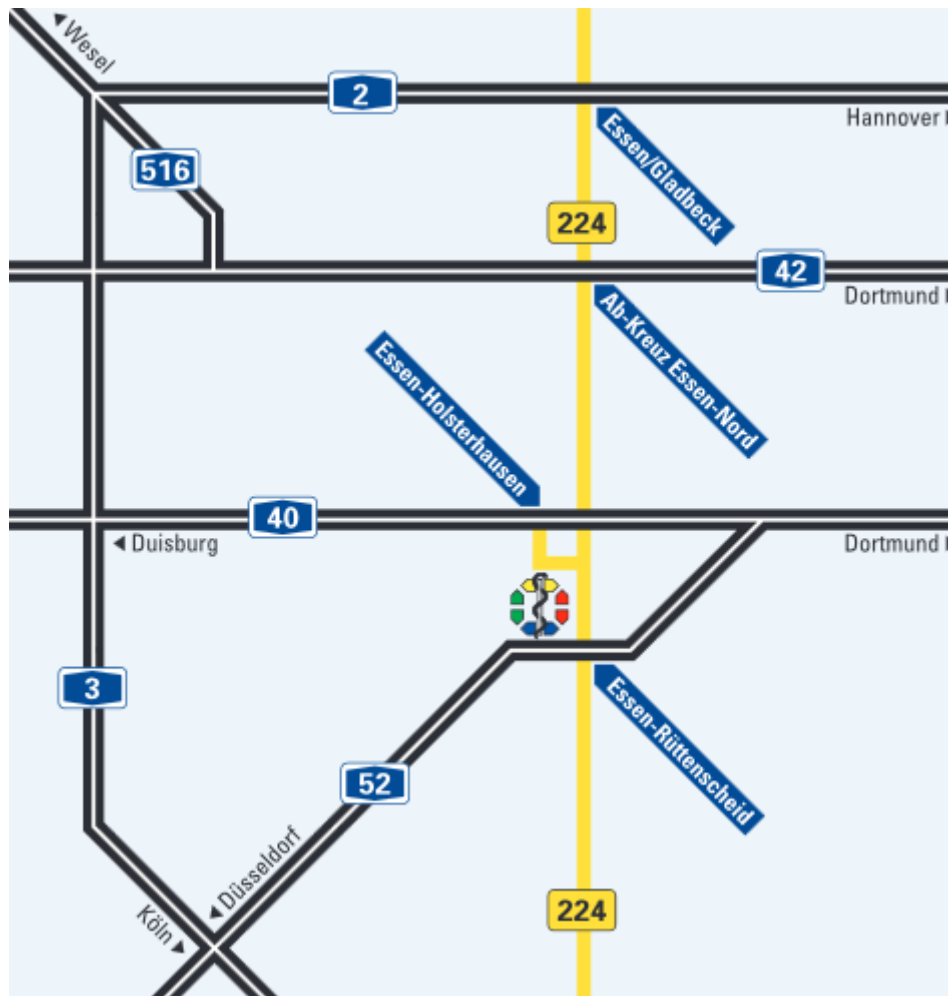 Wesel
2
Hannover
Essen/Gladbeck
516
224
42
Dortmund
Ab-Kreuz Essen-Nord
Essen-Holsterhausen
40
Duisburg
Dortmund
3
Essen-Rüttenscheid
52
Düsseldorf
Köln
224